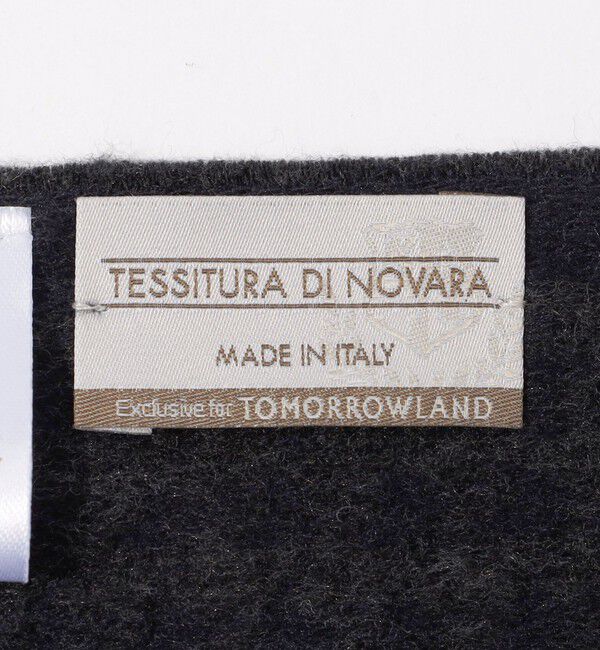 TESSITURA DI NOVARA
MADE IN ITALY
Exclusive for TOMORROWLAND